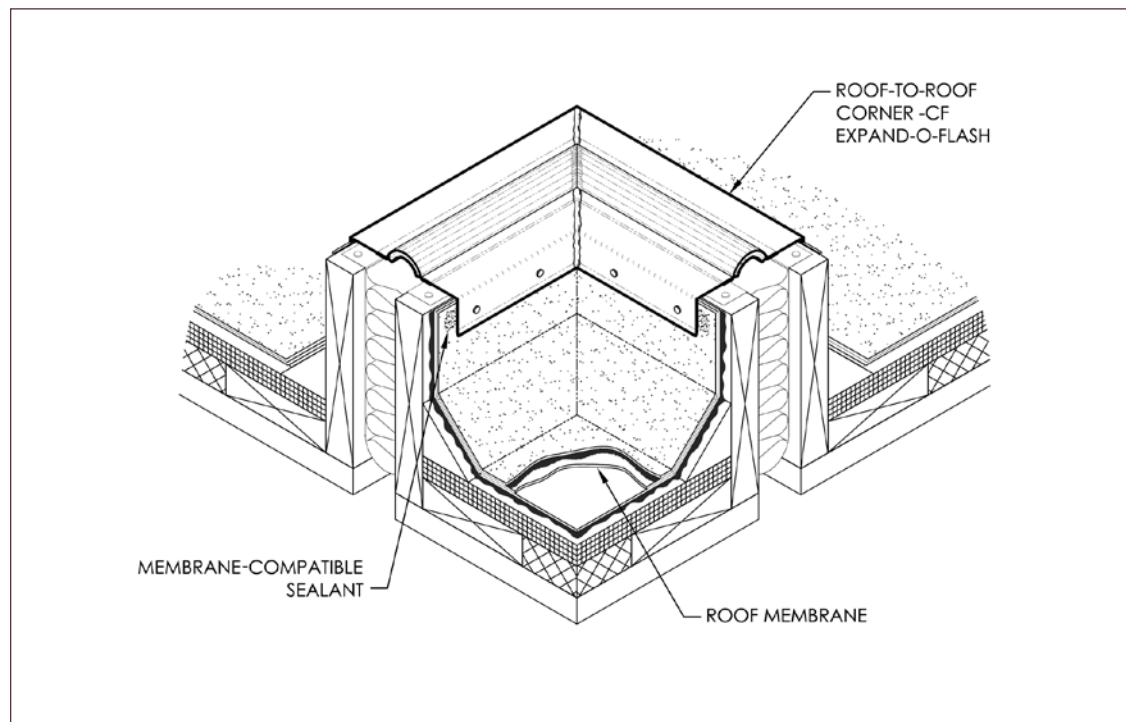 ROOF-TO-ROOF
CORNER -CF
EXPAND-O-FLASH
MEMBRANE-COMPATIBLE
SEALANT
ROOF MEMBRANE